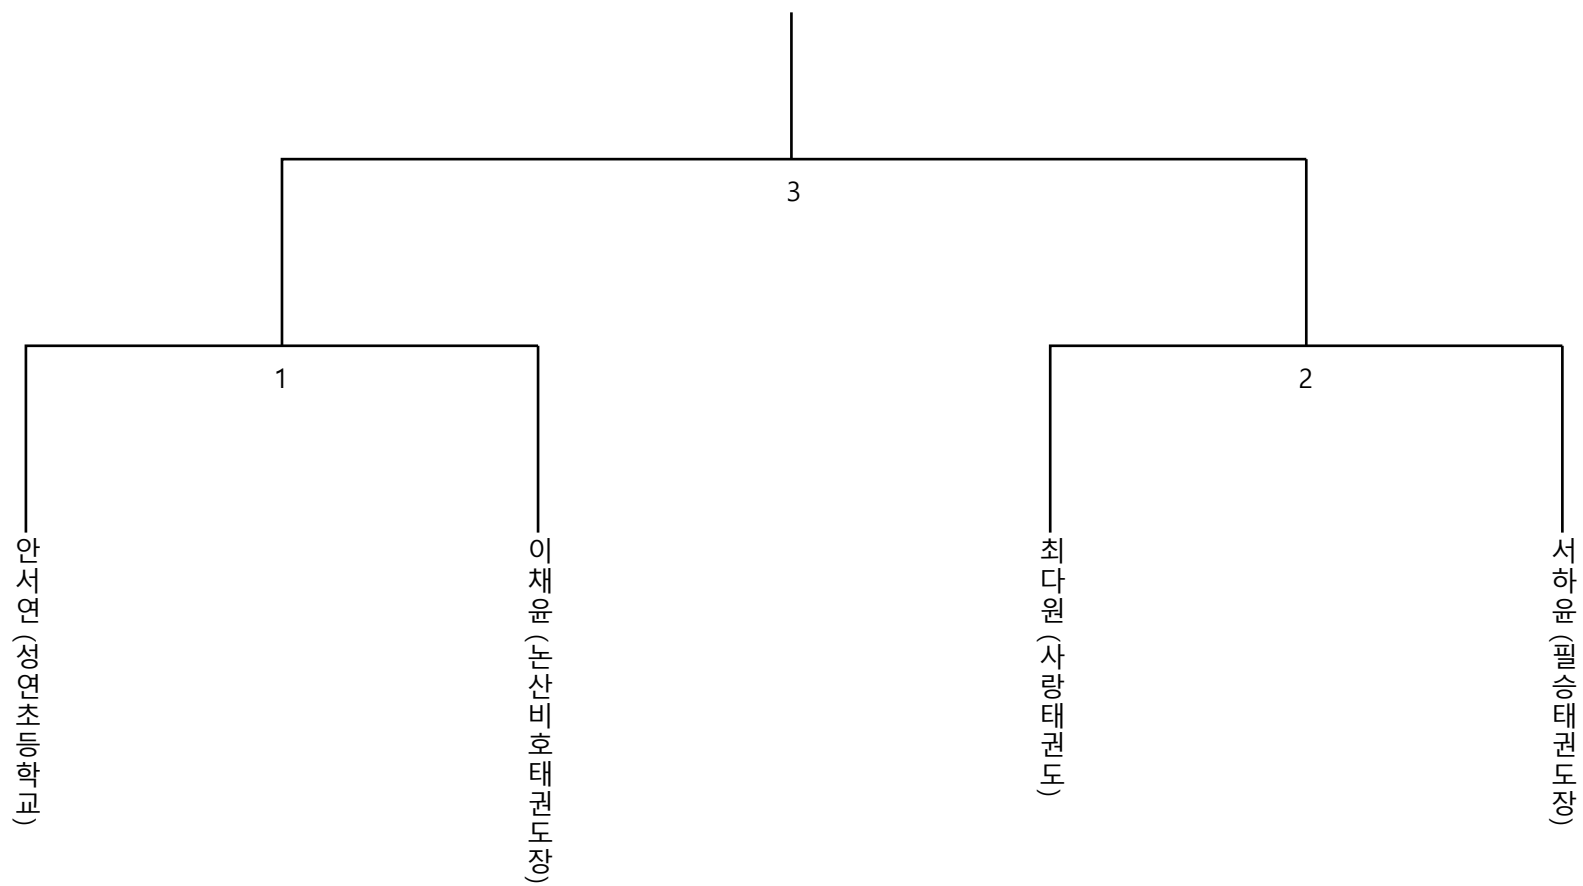 3
1
2
안서연 (성연초등학교)
이채윤 (논산비호태권도장)
최다원 (사랑태권도)
서하윤 (필승태권도장)